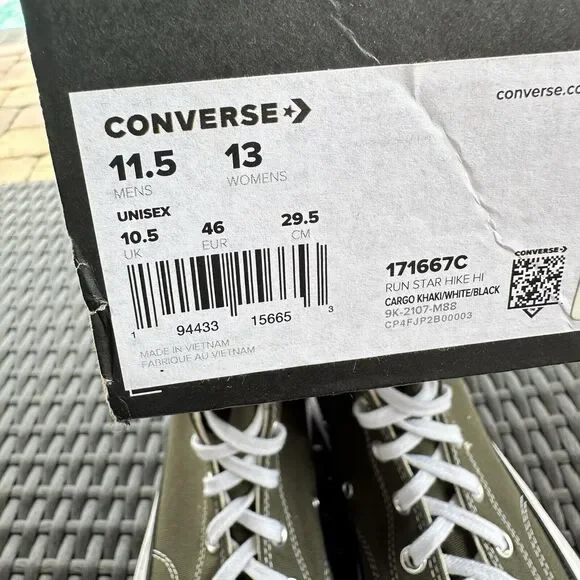 CONVERSE
converse.co
11.5 13
MENS WOMENS
UNISEX
10.5 46 29.5
UK EUR CM
1 94433 15665 3
MADE IN VIETNAM
FABRIQUE AU VIETNAM
171667C
RUN STAR HIKE HI
CARGO KHAKI/WHITE/BLACK
9K-2107-M88
CP4FJP2B00003
CONVERSE